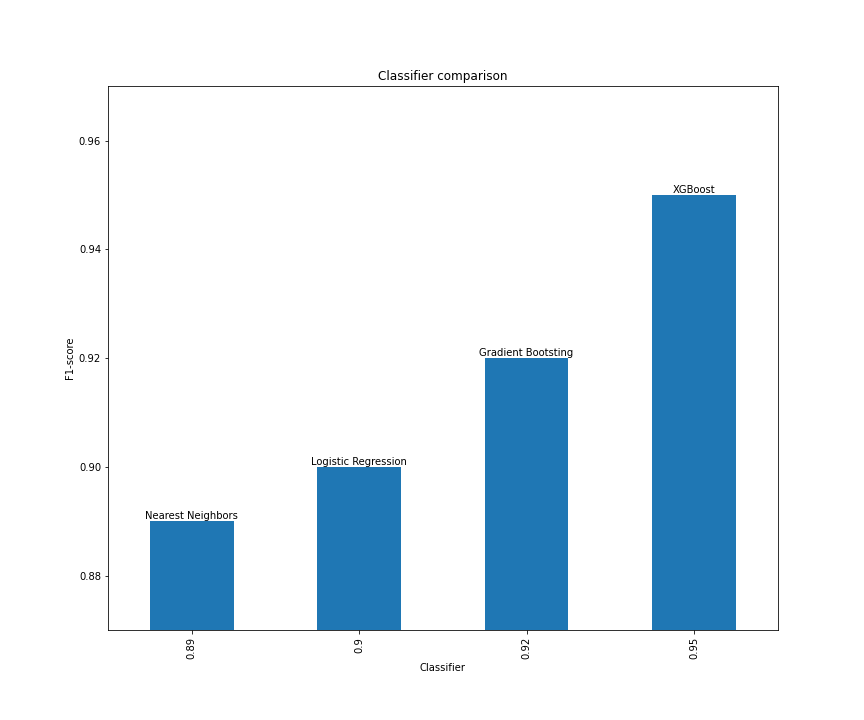 Classifier comparison
0.96
XGBoost
0.94
Gradient Bootsting
0.92
F1-score
Logistic Regression
0.90
Nearest Neighbors
0.88
0.89
0.9
0.92
0.95
Classifier